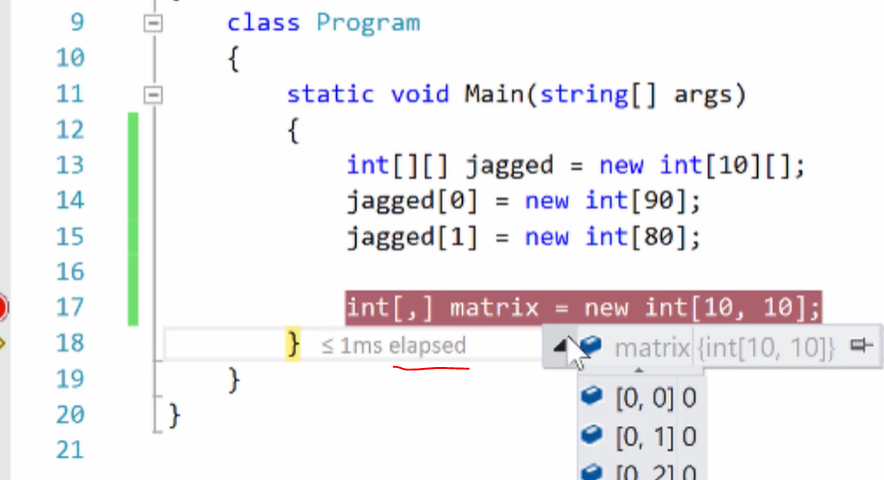 9 class Program
10 {
11 static void Main(string[] args)
12 {
13 int[][] jagged = new int[10][];
14 jagged[0] = new int[90];
15 jagged[1] = new int[80];
16
17 int[,] matrix = new int[10, 10];
18 } ≤ 1ms elapsed matrix {int[10, 10]}
19 }
[0, 0] 0
20 }
[0, 1] 0
21
[0, 2] 0